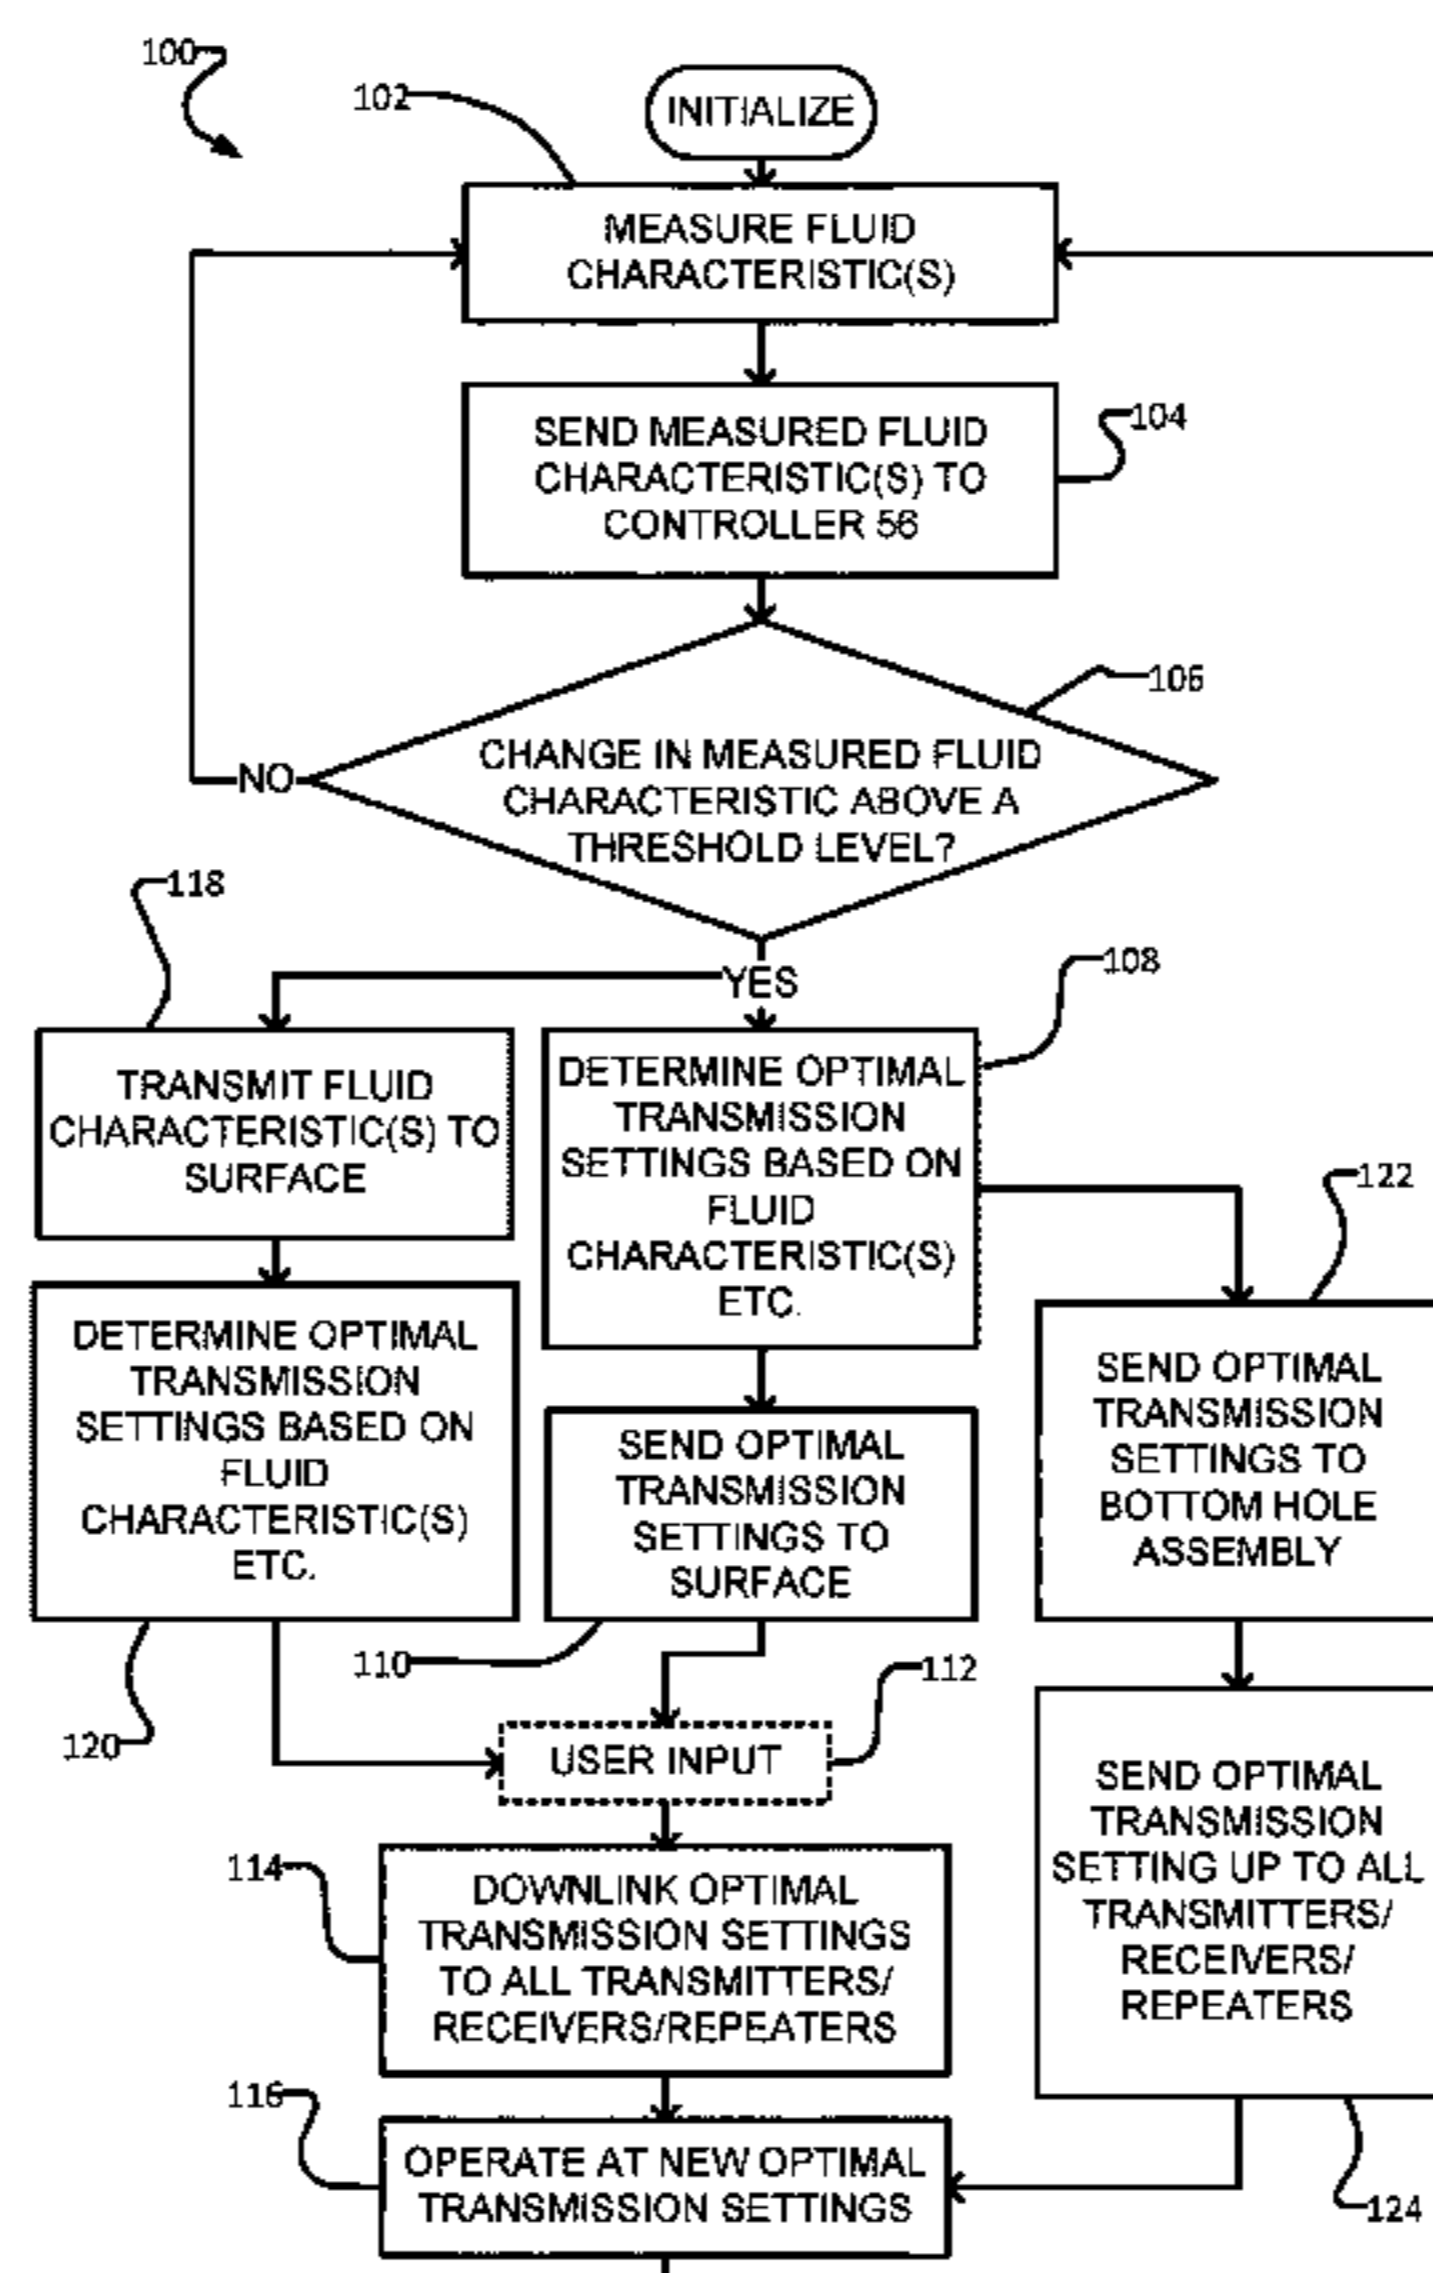 100
INITIALIZE
102
MEASURE FLUID
CHARACTERISTIC(S)
SEND MEASURED FLUID
CHARACTERISTIC(S) TO
CONTROLLER 56
104
106
CHANGE IN MEASURED FLUID
CHARACTERISTIC ABOVE A
THRESHOLD LEVEL?
NO
YES
118
108
TRANSMIT FLUID
CHARACTERISTIC(S) TO
SURFACE
DETERMINE OPTIMAL
TRANSMISSION
SETTINGS BASED ON
FLUID
CHARACTERISTIC(S)
ETC.
122
DETERMINE OPTIMAL
TRANSMISSION
SETTINGS BASED ON
FLUID
CHARACTERISTIC(S)
ETC.
SEND OPTIMAL
TRANSMISSION
SETTINGS TO
SURFACE
SEND OPTIMAL
TRANSMISSION
SETTINGS TO
BOTTOM HOLE
ASSEMBLY
120
110
112
USER INPUT
114
DOWNLINK OPTIMAL
TRANSMISSION SETTINGS
TO ALL TRANSMITTERS/
RECEIVERS/REPEATERS
SEND OPTIMAL
TRANSMISSION
SETTING UP TO ALL
TRANSMITTERS/
RECEIVERS/
REPEATERS
116
OPERATE AT NEW OPTIMAL
TRANSMISSION SETTINGS
124